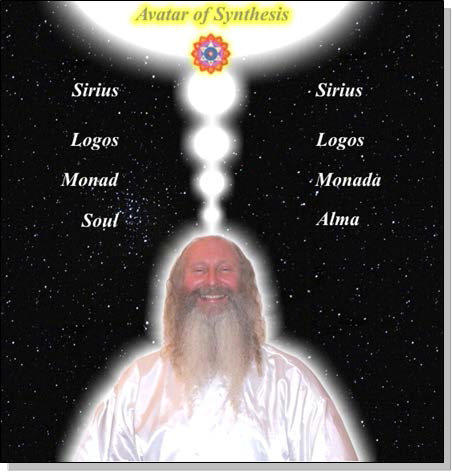 Avatar of Synthesis
Sirius Sirius
Logos Logos
Monad Monada
Soul Alma